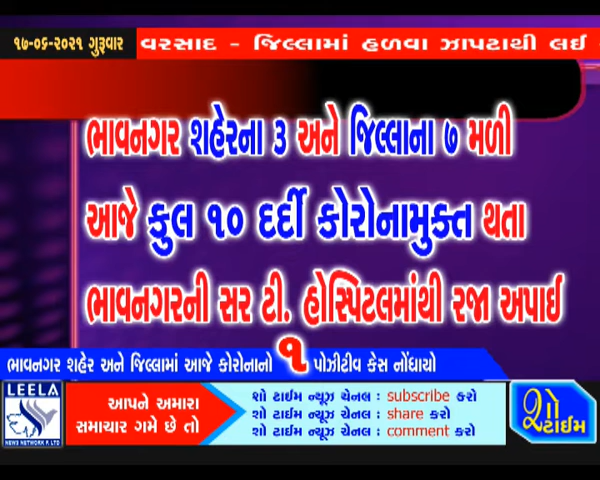 ૧૭-૦૬-૨૦૨૧ ગુરૂવાર
વરસાદ - જિલ્લામાં હળવા ઝાપટાથી લઈ
ભાવનગર શહેરના ૩ અને જિલ્લાના ૭ મળી
આજે કુલ ૧૦ દર્દી કોરોનામુક્ત થતા
ભાવનગરની સર ટી. હોસ્પિટલમાંથી રજા અપાઈ
ભાવનગર શહેર અને જિલ્લામાં આજે કોરોનાનો ૧ પોઝીટીવ કેસ નોંધાયો
LEELA
NEWS NETWORK P. LTD
આપને અમારા
સમાચાર ગમે છે તો
શો ટાઈમ ન્યૂઝ ચેનલ : subscribe કરો
શો ટાઈમ ન્યૂઝ ચેનલ : share કરો
શો ટાઈમ ન્યૂઝ ચેનલ : comment કરો
શો
ટાઈમ